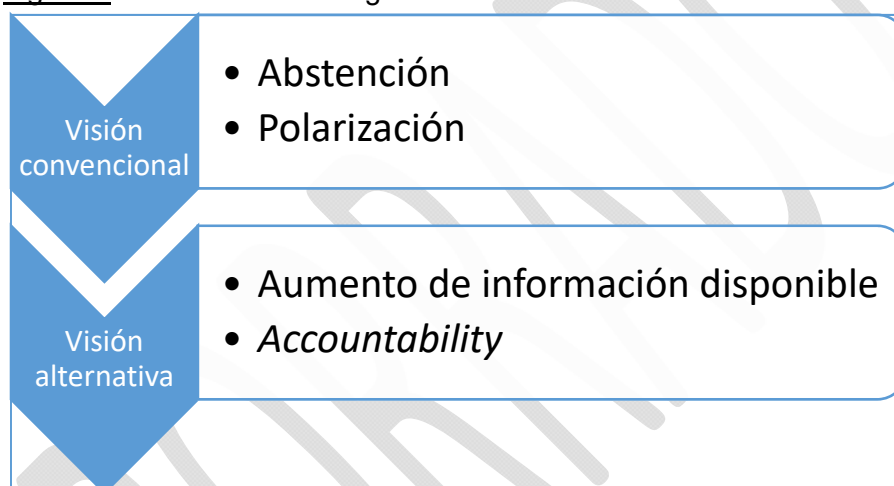 Visión
convencional
• Abstención
• Polarización
Visión
alternativa
• Aumento de información disponible
• Accountability